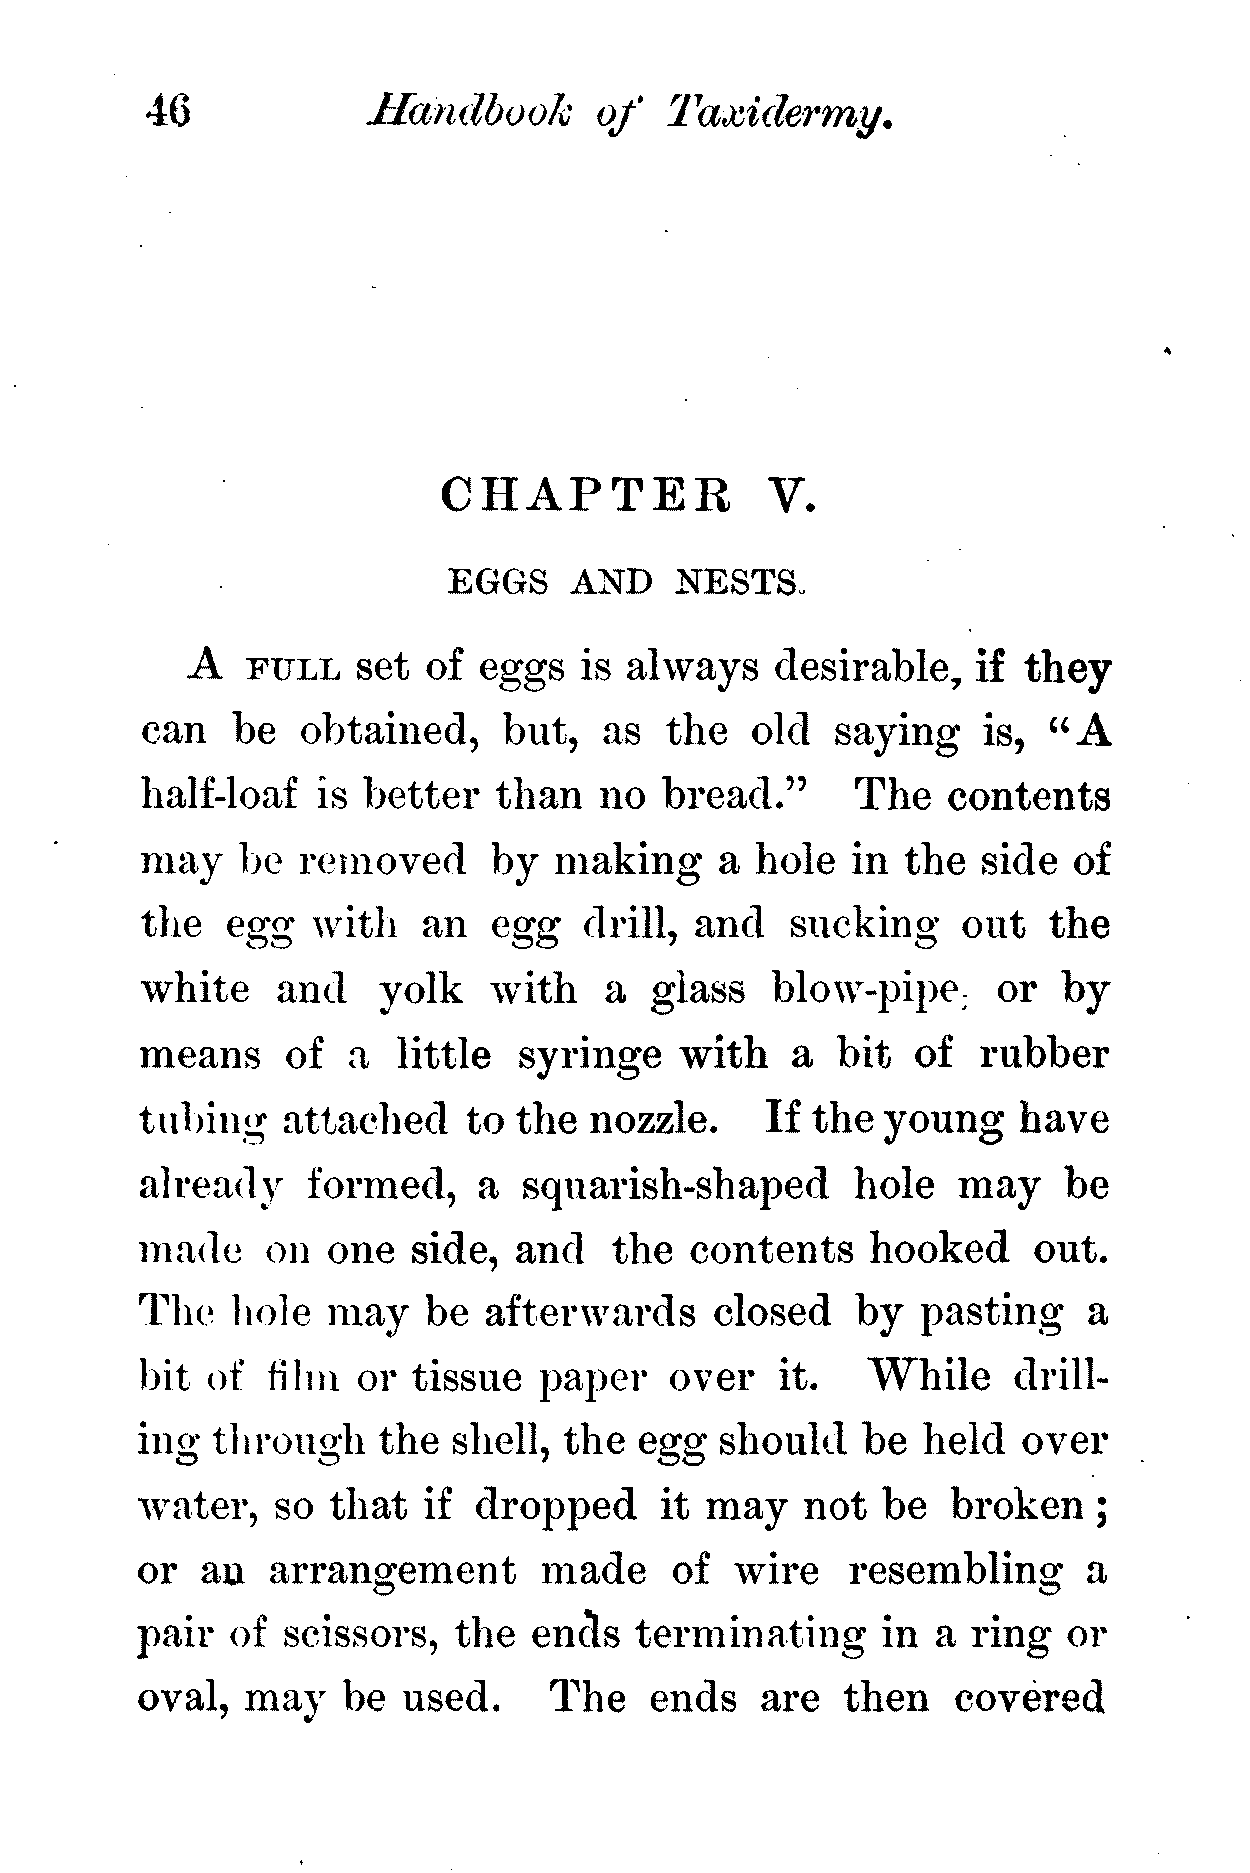 46 Handbook of Taxidermy.
CHAPTER V.
EGGS AND NESTS.
A FULL set of eggs is always desirable, if they
can be obtained, but, as the old saying is, “A
half-loaf is better than no bread.” The contents
may be removed by making a hole in the side of
the egg with an egg drill, and sucking out the
white and yolk with a glass blow-pipe, or by
means of a little syringe with a bit of rubber
tubing attached to the nozzle. If the young have
already formed, a squarish-shaped hole may be
made on one side, and the contents hooked out.
The hole may be afterwards closed by pasting a
bit of film or tissue paper over it. While drill-
ing through the shell, the egg should be held over
water, so that if dropped it may not be broken;
or an arrangement made of wire resembling a
pair of scissors, the ends terminating in a ring or
oval, may be used. The ends are then covered